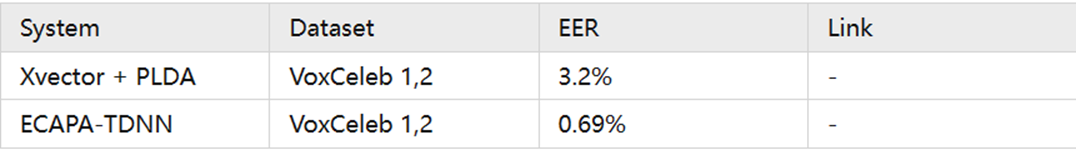 System Dataset EER Link
Xvector + PLDA VoxCeleb 1,2 3.2% -
ECAPA-TDNN VoxCeleb 1,2 0.69% -